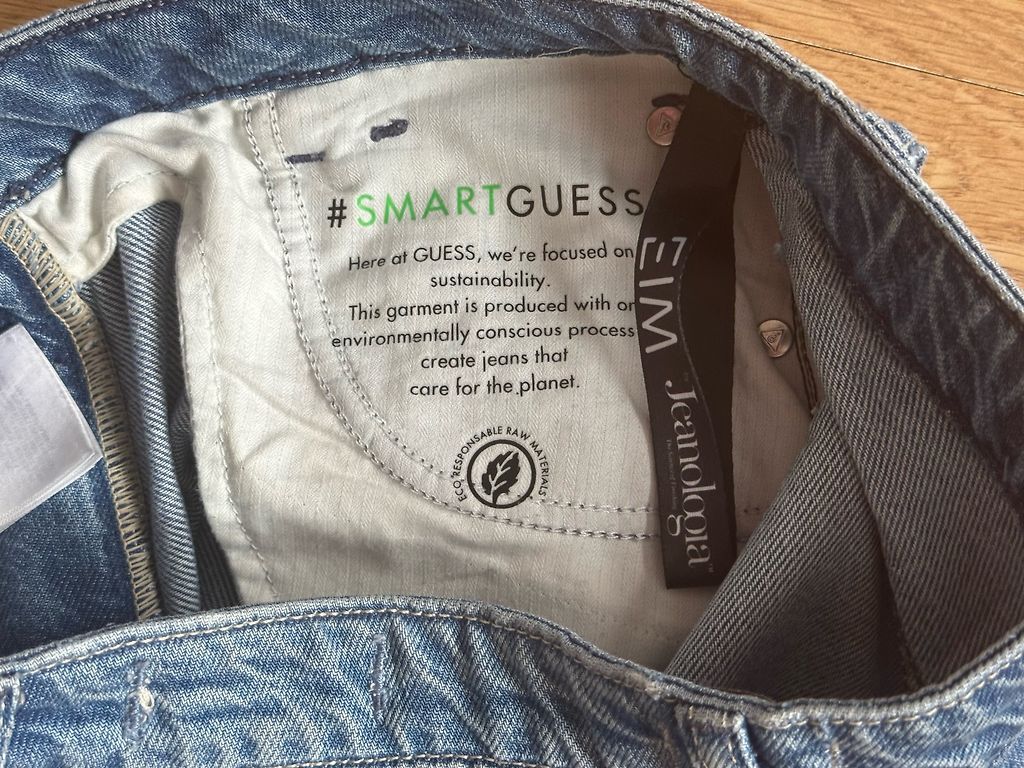 #SMARTGUESS
Here at GUESS, we're focused on
sustainability.
This garment is produced with or
environmentally conscious process
create jeans that
care for the planet.
ECO RESPONSABLE RAW MATERIALS
EIM
Jeanologia™